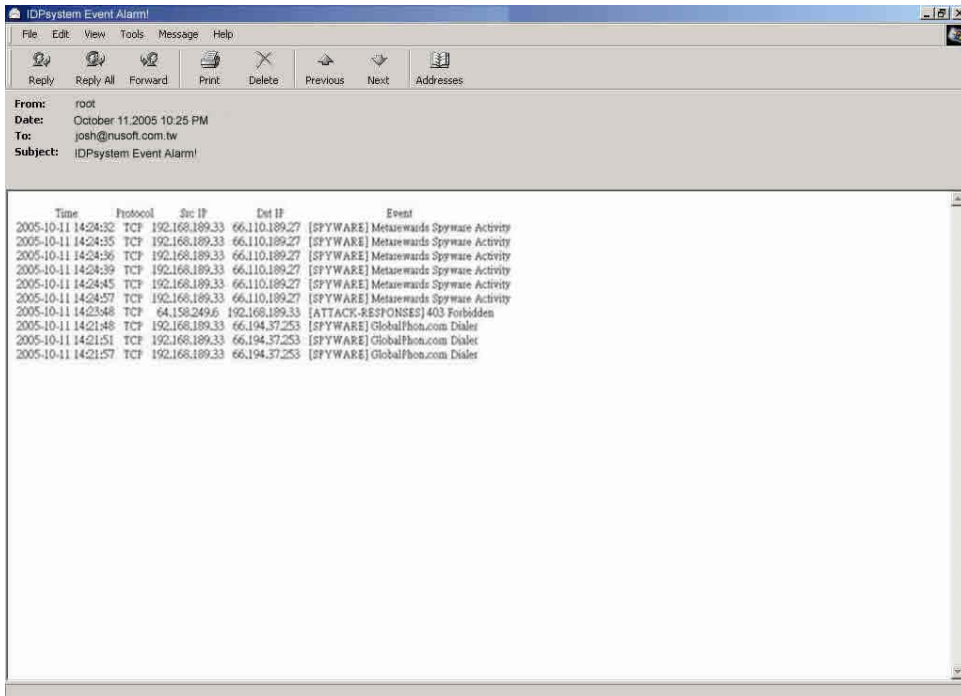 IDPsystem Event Alarm!
File Edit View Tools Message Help
Reply Reply All Forward Print Delete Previous Next Addresses
From: root
Date: October 11,2005 10:25 PM
To: josh@nusoft.com.tw
Subject: IDPsystem Event Alarm!
Time Protocol Src IP Dst IP Event
2005-10-11 14:24:32 TCP 192.168.189.33 66.110.189.27 [SPYWARE] Metarewards Spyware Activity
2005-10-11 14:24:35 TCP 192.168.189.33 66.110.189.27 [SPYWARE] Metarewards Spyware Activity
2005-10-11 14:24:36 TCP 192.168.189.33 66.110.189.27 [SPYWARE] Metarewards Spyware Activity
2005-10-11 14:24:39 TCP 192.168.189.33 66.110.189.27 [SPYWARE] Metarewards Spyware Activity
2005-10-11 14:24:45 TCP 192.168.189.33 66.110.189.27 [SPYWARE] Metarewards Spyware Activity
2005-10-11 14:24:57 TCP 192.168.189.33 66.110.189.27 [SPYWARE] Metarewards Spyware Activity
2005-10-11 14:23:48 TCP 64.158.249.6 192.168.189.33 [ATTACK-RESPONSES] 403 Forbidden
2005-10-11 14:21:48 TCP 192.168.189.33 66.194.37.253 [SPYWARE] GlobalPhon.com Dialer
2005-10-11 14:21:51 TCP 192.168.189.33 66.194.37.253 [SPYWARE] GlobalPhon.com Dialer
2005-10-11 14:21:57 TCP 192.168.189.33 66.194.37.253 [SPYWARE] GlobalPhon.com Dialer